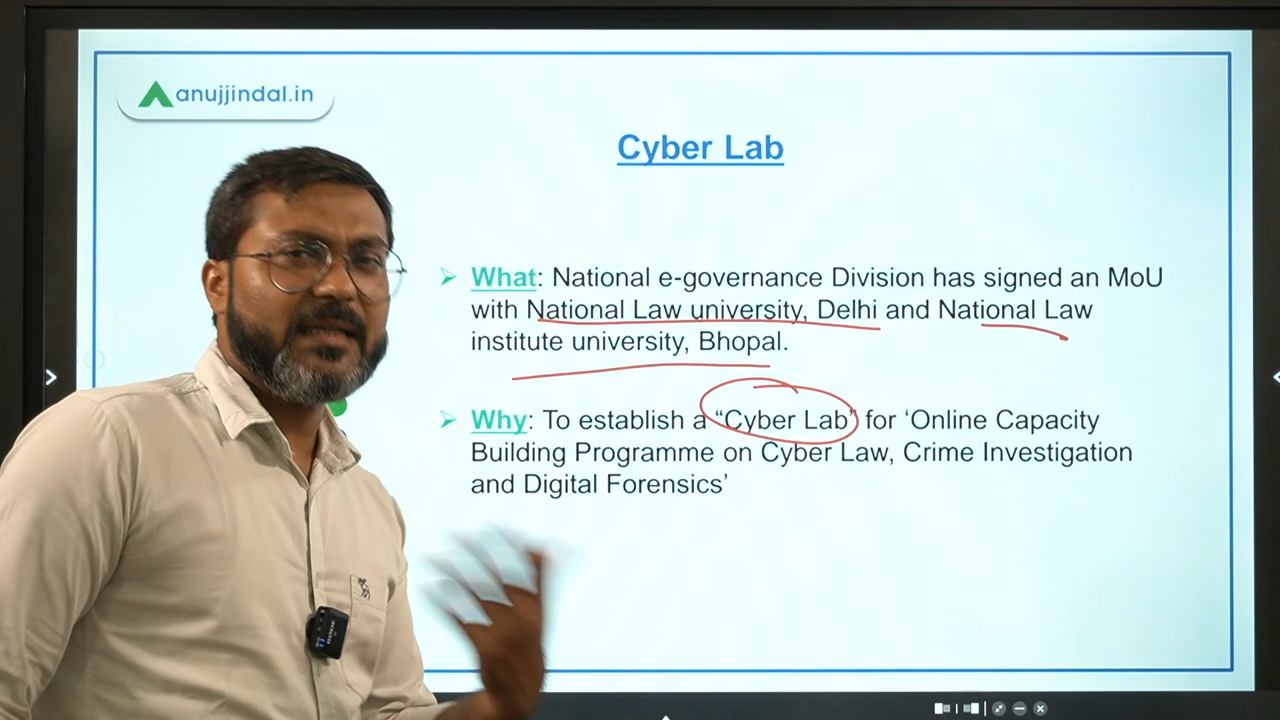 anujjindal.in
Cyber Lab
What: National e-governance Division has signed an MoU
with National Law university, Delhi and National Law
institute university, Bhopal.
Why: To establish a “Cyber Lab” for ‘Online Capacity
Building Programme on Cyber Law, Crime Investigation
and Digital Forensics’